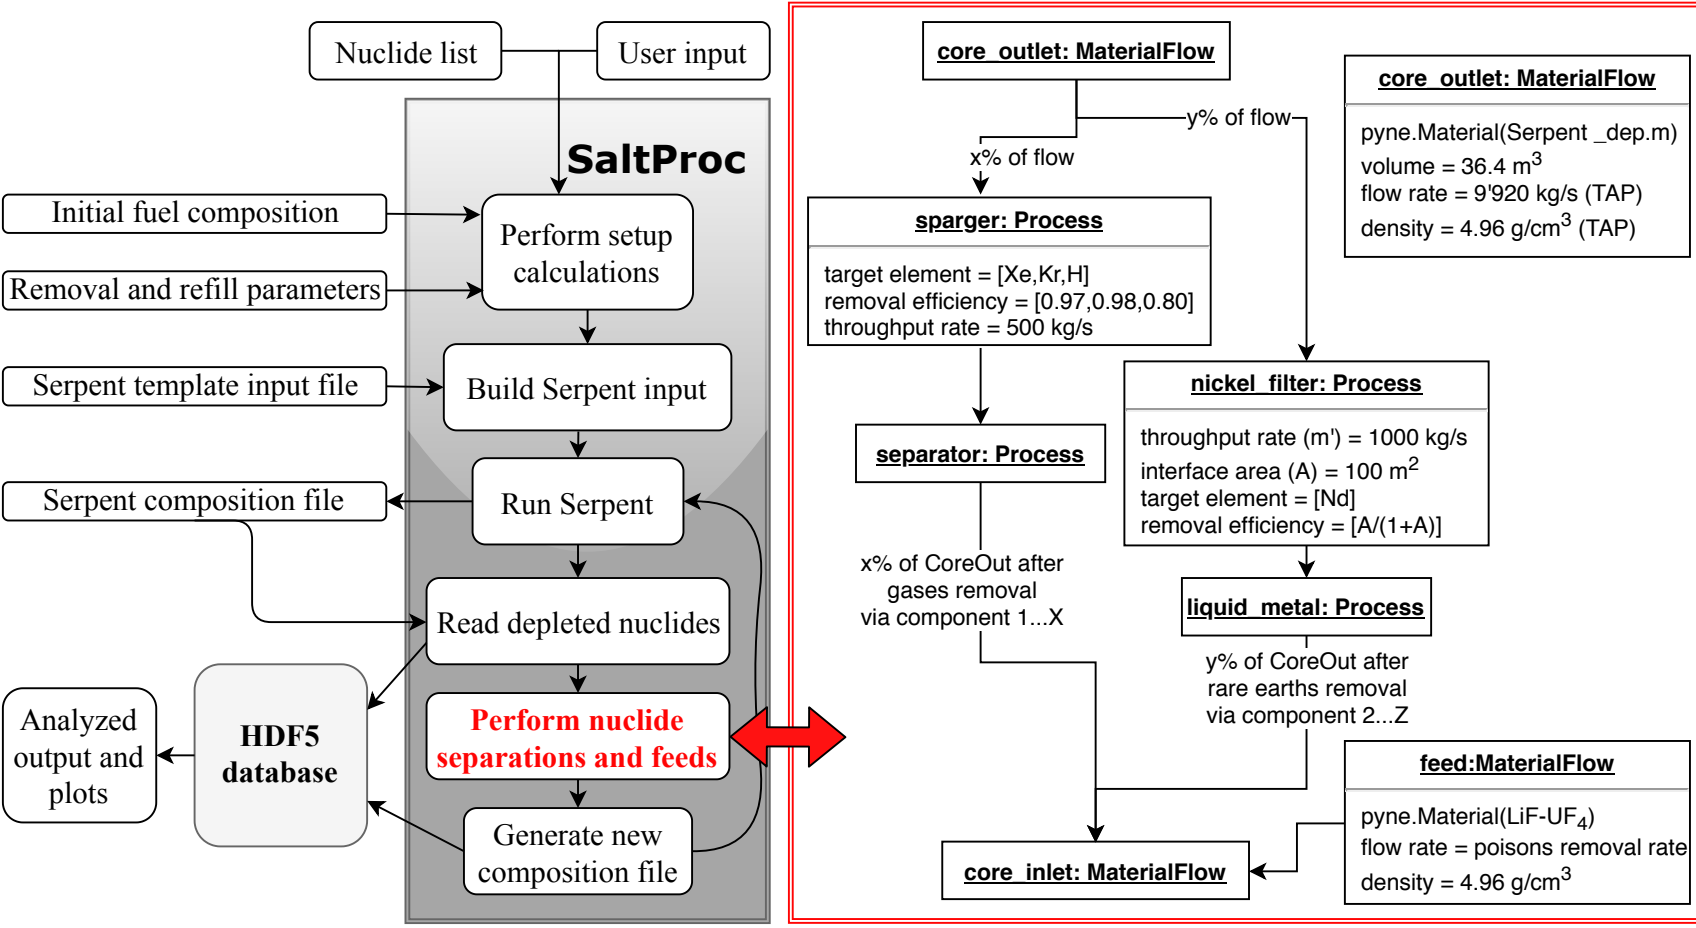 Nuclide list
User input
SaltProc
Initial fuel composition
Removal and refill parameters
Perform setup
calculations
Serpent template input file
Build Serpent input
Serpent composition file
Run Serpent
Read depleted nuclides
Perform nuclide
separations and feeds
Generate new
composition file
HDF5
database
Analyzed
output and
plots
core_outlet: MaterialFlow
x% of flow
y% of flow
core_outlet: MaterialFlow
pyne.Material(Serpent _dep.m)
volume = 36.4 m³
flow rate = 9'920 kg/s (TAP)
density = 4.96 g/cm³ (TAP)
sparger: Process
target element = [Xe,Kr,H]
removal efficiency = [0.97,0.98,0.80]
throughput rate = 500 kg/s
nickel_filter: Process
throughput rate (m') = 1000 kg/s
interface area (A) = 100 m²
target element = [Nd]
removal efficiency = [A/(1+A)]
separator: Process
x% of CoreOut after
gases removal
via component 1...X
liquid_metal: Process
y% of CoreOut after
rare earths removal
via component 2...Z
feed:MaterialFlow
pyne.Material(LiF-UF₄)
flow rate = poisons removal rate
density = 4.96 g/cm³
core_inlet: MaterialFlow